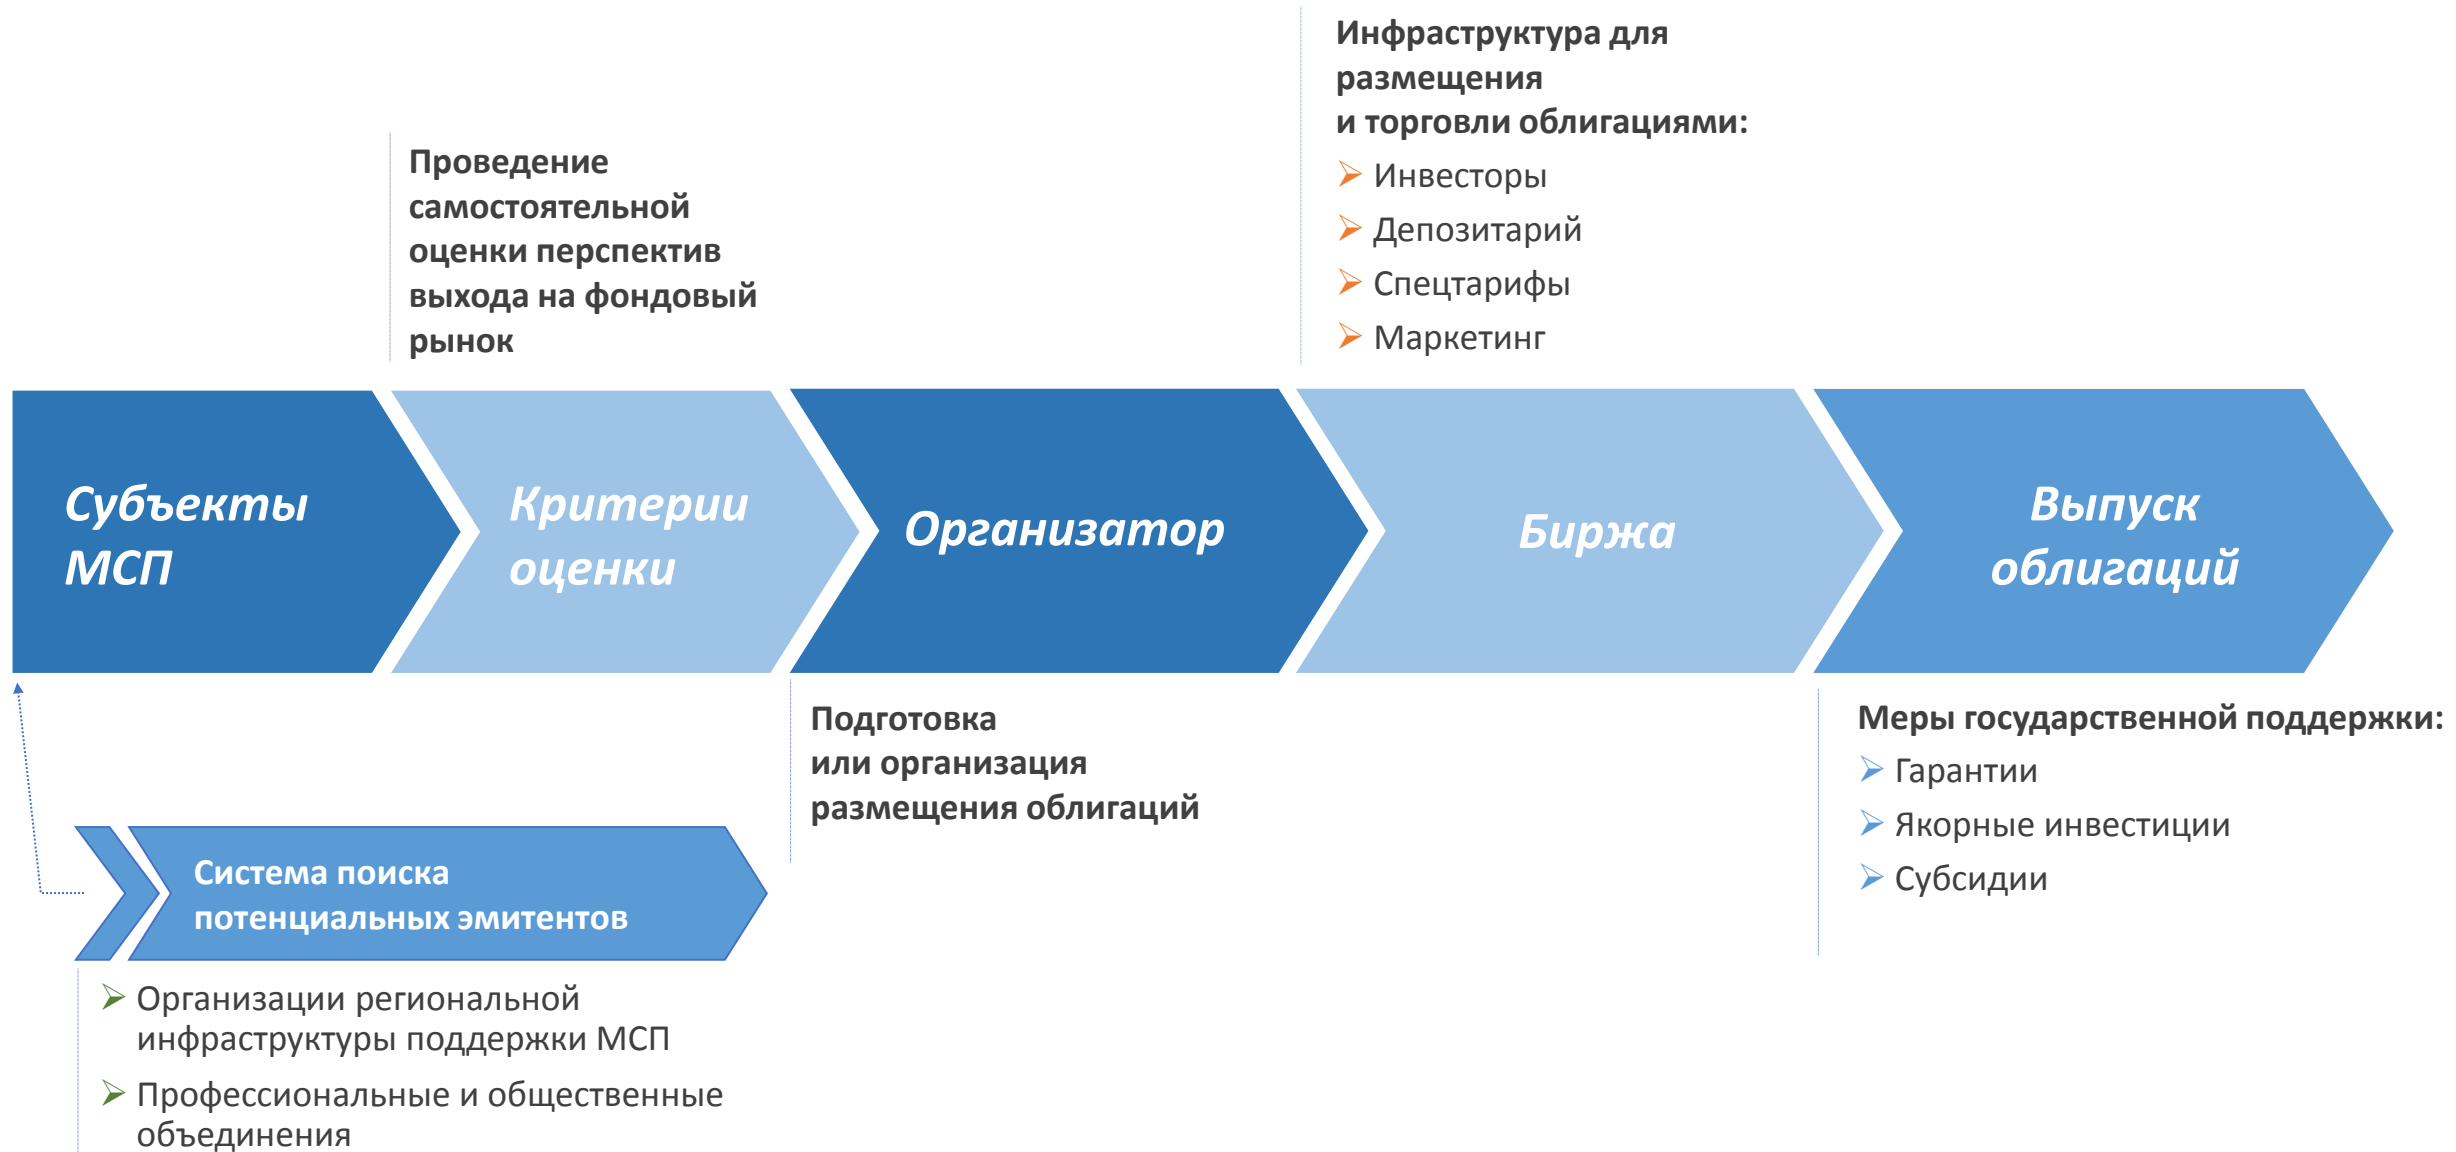 Инфраструктура для
размещения
и торговли облигациями:
Инвесторы
Депозитарий
Спецтарифы
Маркетинг
Проведение
самостоятельной
оценки перспектив
выхода на фондовый
рынок
Субъекты
МСП
Критерии
оценки
Организатор
Биржа
Выпуск
облигаций
Подготовка
или организация
размещения облигаций
Меры государственной поддержки:
Гарантии
Якорные инвестиции
Субсидии
Система поиска
потенциальных эмитентов
Организации региональной
инфраструктуры поддержки МСП
Профессиональные и общественные
объединения